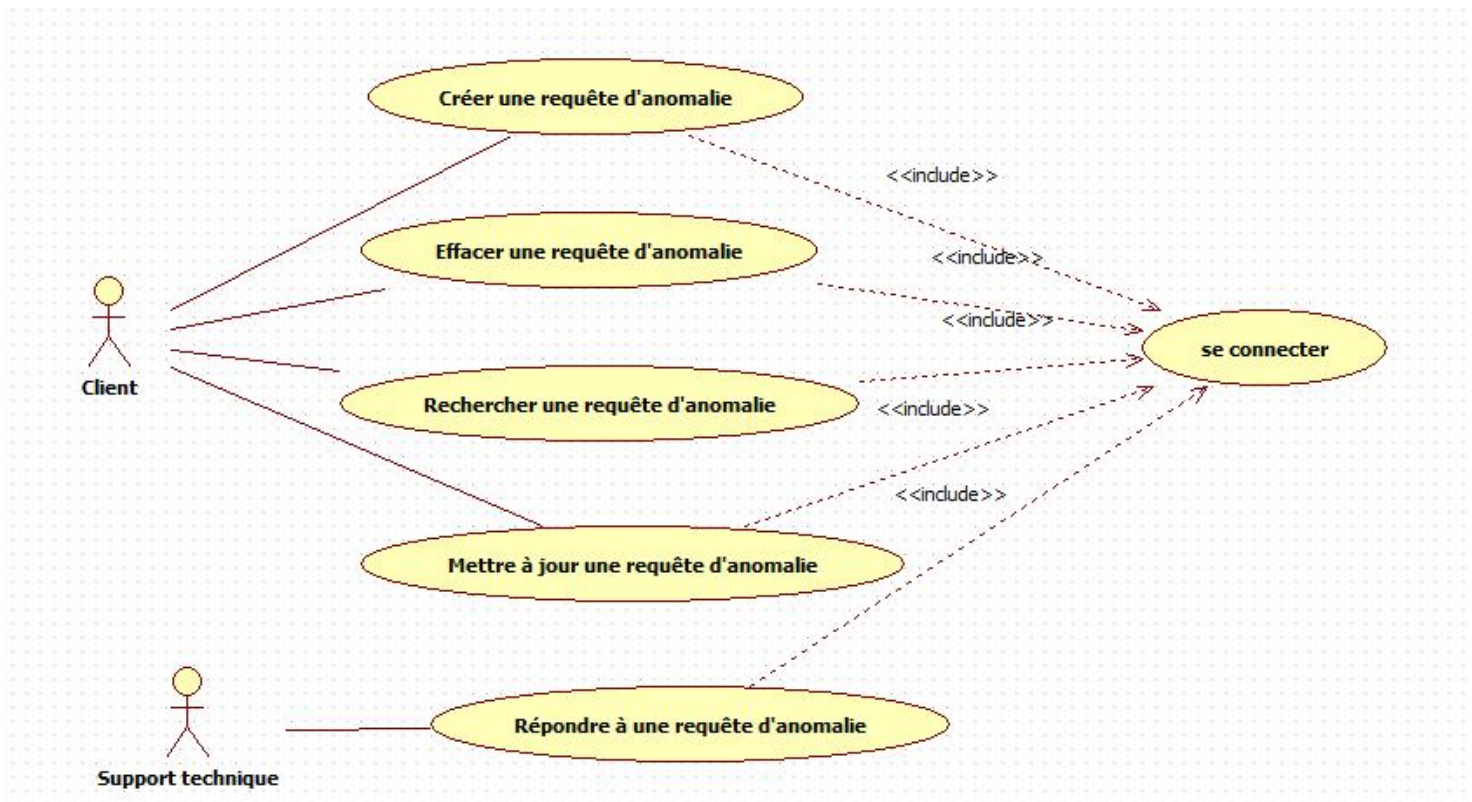 Créer une requête d'anomalie
<<include>>
Effacer une requête d'anomalie
<<include>>
<<include>>
se connecter
Client
Rechercher une requête d'anomalie
<<include>>
<<include>>
Mettre à jour une requête d'anomalie
Répondre à une requête d'anomalie
Support technique